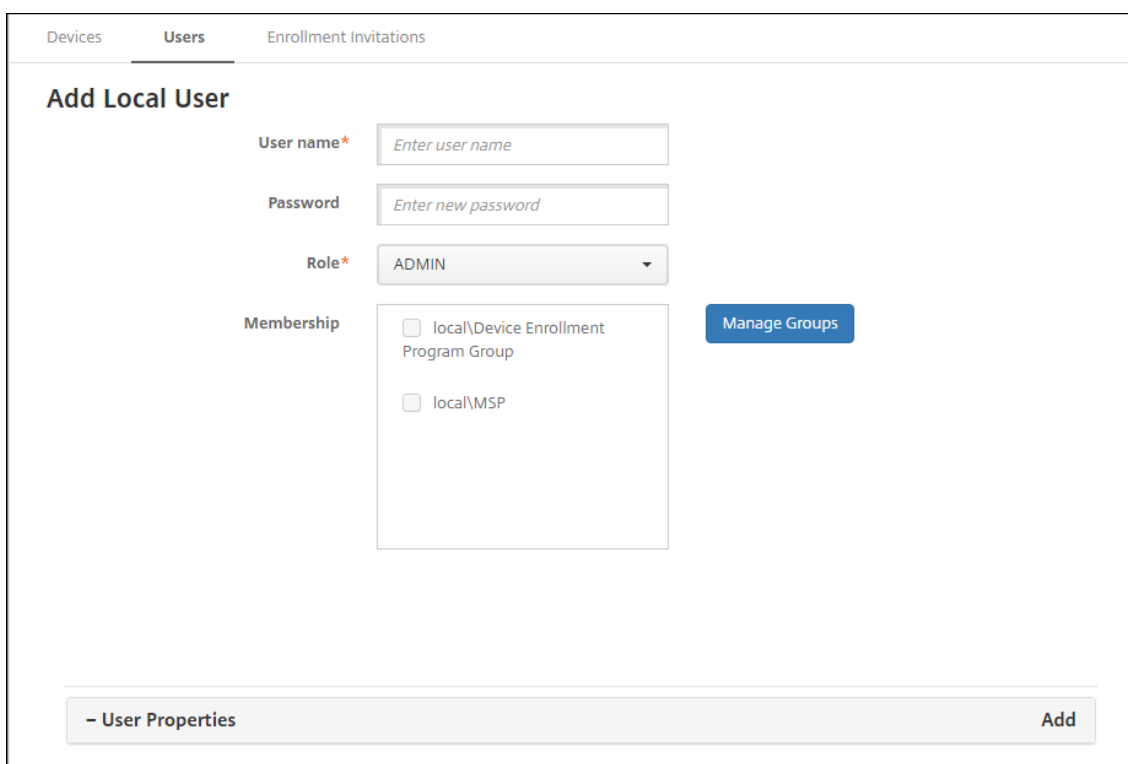 Devices Users Enrollment Invitations
Add Local User
User name* Enter user name
Password Enter new password
Role* ADMIN
Membership local\Device Enrollment Manage Groups
Program Group
local\MSP
– User Properties Add